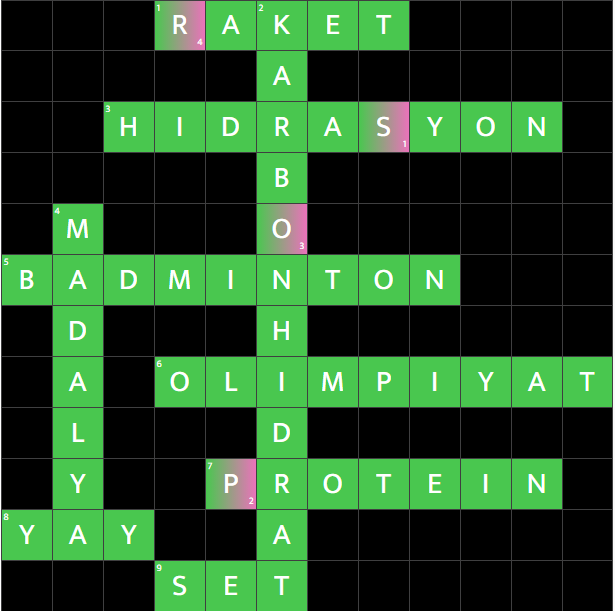 1 R 4 A 2 K E T
A
3 H I D R A S 1 Y O N
B
4 M O 3
5 B A D M I N T O N
D H
A 6 O L I M P I Y A T
L D
Y 7 P 2 R O T E I N
8 Y A Y A
9 S E T